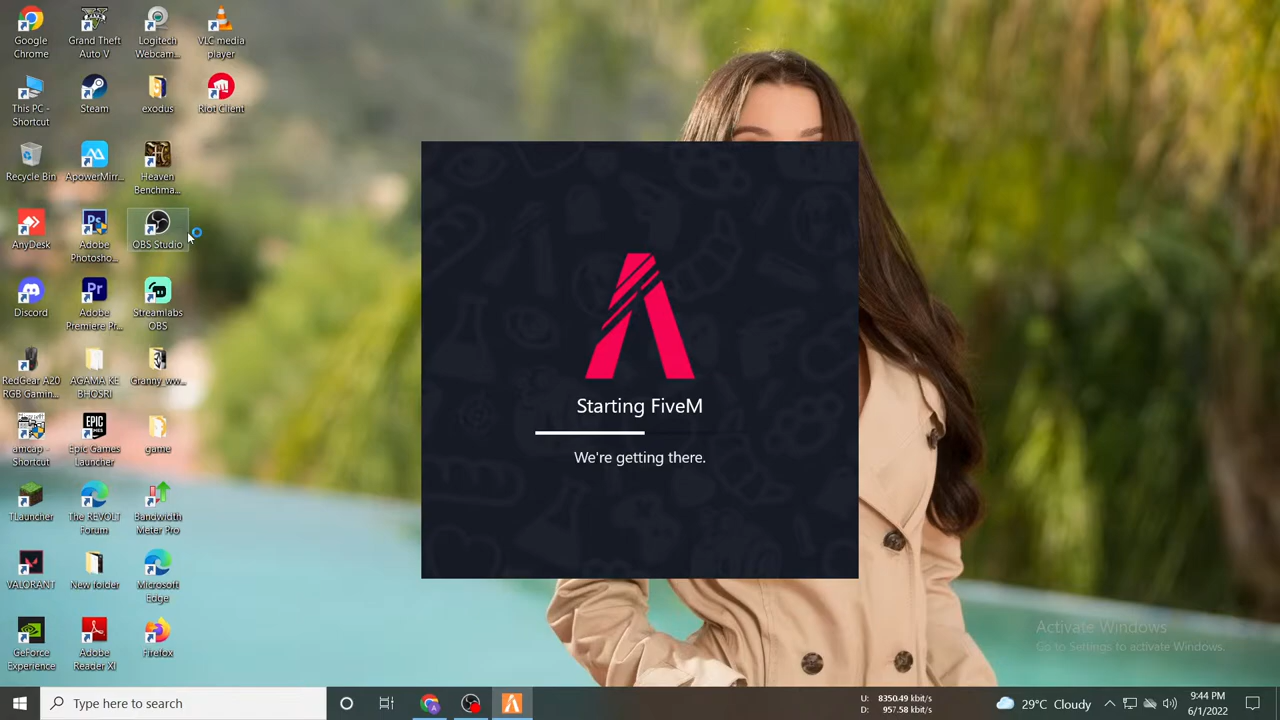 Google
Chrome
Grand Theft
Auto V
Logitech
Webcam...
VLC media
player
This PC -
Shortcut
Steam
exodus
Riot Client
Recycle Bin
ApowerMirr...
Heaven
Benchma...
AnyDesk
Adobe
Photosho...
OBS Studio
Discord
Adobe
Premiere Pr...
Streamlabs
OBS
RedGear A20
RGB Gamin...
AGAMA KE
BHOSRI
Granny_ww...
amcap -
Shortcut
Epic Games
Launcher
game
TLauncher
The REVOLT
Forum
Bandwidth
Meter Pro
VALORANT
New folder
Microsoft
Edge
GeForce
Experience
Adobe
Reader XI
Firefox
Starting FiveM
We're getting there.
Activate Windows
Go to Settings to activate Windows.
Type here to search
U: 8350.49 kbit/s
D: 957.58 kbit/s
29°C Cloudy
9:44 PM
6/1/2022